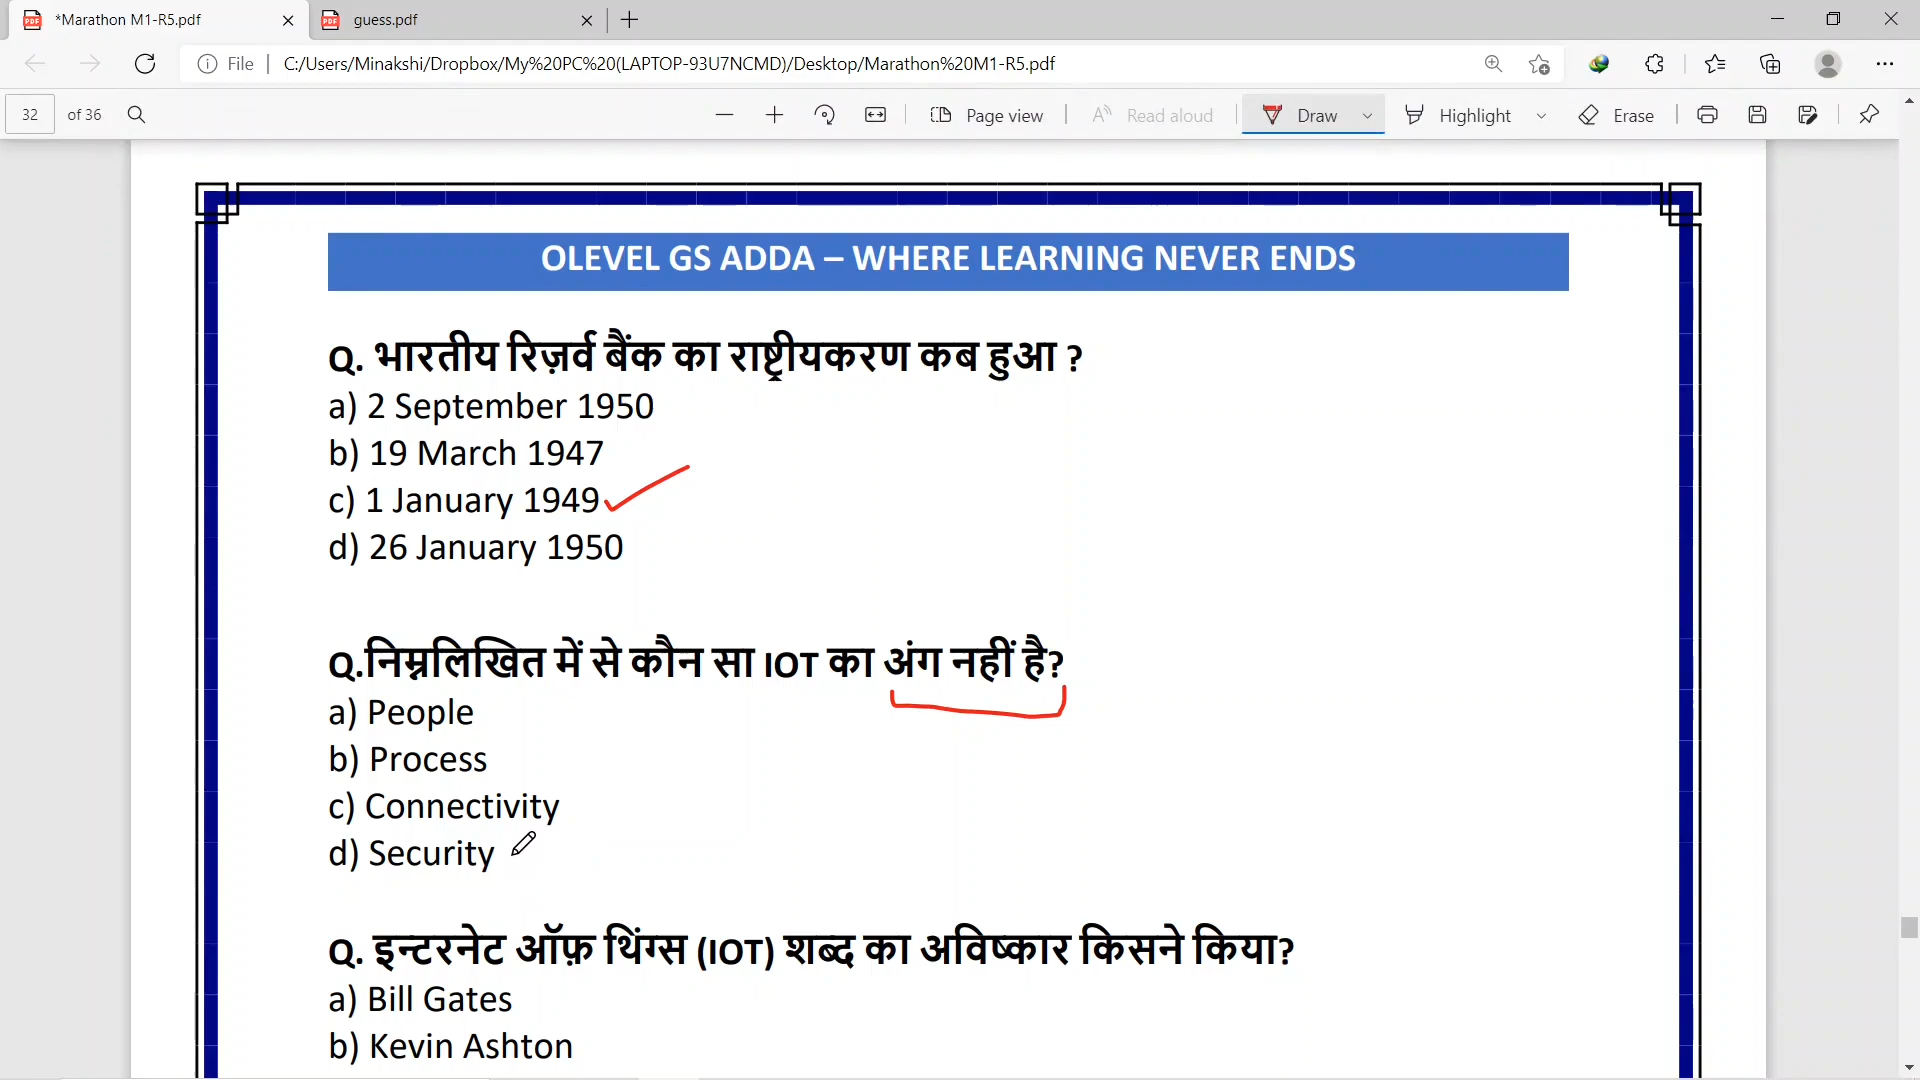 *Marathon M1-R5.pdf
guess.pdf
File
C:/Users/Minakshi/Dropbox/My%20PC%20(LAPTOP-93U7NCMD)/Desktop/Marathon%20M1-R5.pdf
32 of 36
Page view
Read aloud
Draw
Highlight
Erase
OLEVEL GS ADDA – WHERE LEARNING NEVER ENDS
Q. भारतीय रिज़र्व बैंक का राष्ट्रीयकरण कब हुआ ?
a) 2 September 1950
b) 19 March 1947
c) 1 January 1949
d) 26 January 1950
Q.निम्नलिखित में से कौन सा IOT का अंग नहीं है?
a) People
b) Process
c) Connectivity
d) Security
Q. इन्टरनेट ऑफ़ थिंग्स (IOT) शब्द का अविष्कार किसने किया?
a) Bill Gates
b) Kevin Ashton